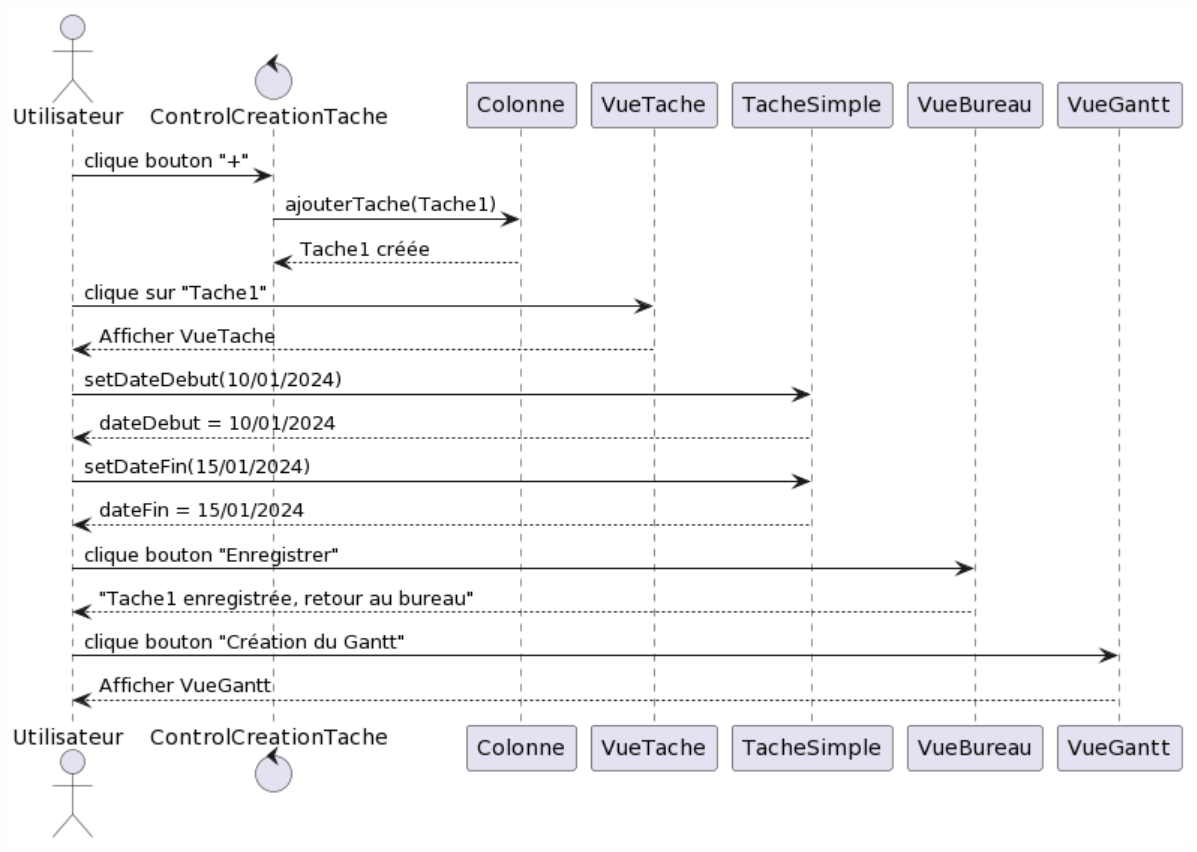 Utilisateur
ControlCreationTache
Colonne
VueTache
TacheSimple
VueBureau
VueGantt
clique bouton "+"
ajouterTache(Tache1)
Tache1 créée
clique sur "Tache1"
Afficher VueTache
setDateDebut(10/01/2024)
dateDebut = 10/01/2024
setDateFin(15/01/2024)
dateFin = 15/01/2024
clique bouton "Enregistrer"
"Tache1 enregistrée, retour au bureau"
clique bouton "Création du Gantt"
Afficher VueGantt
Utilisateur
ControlCreationTache
Colonne
VueTache
TacheSimple
VueBureau
VueGantt